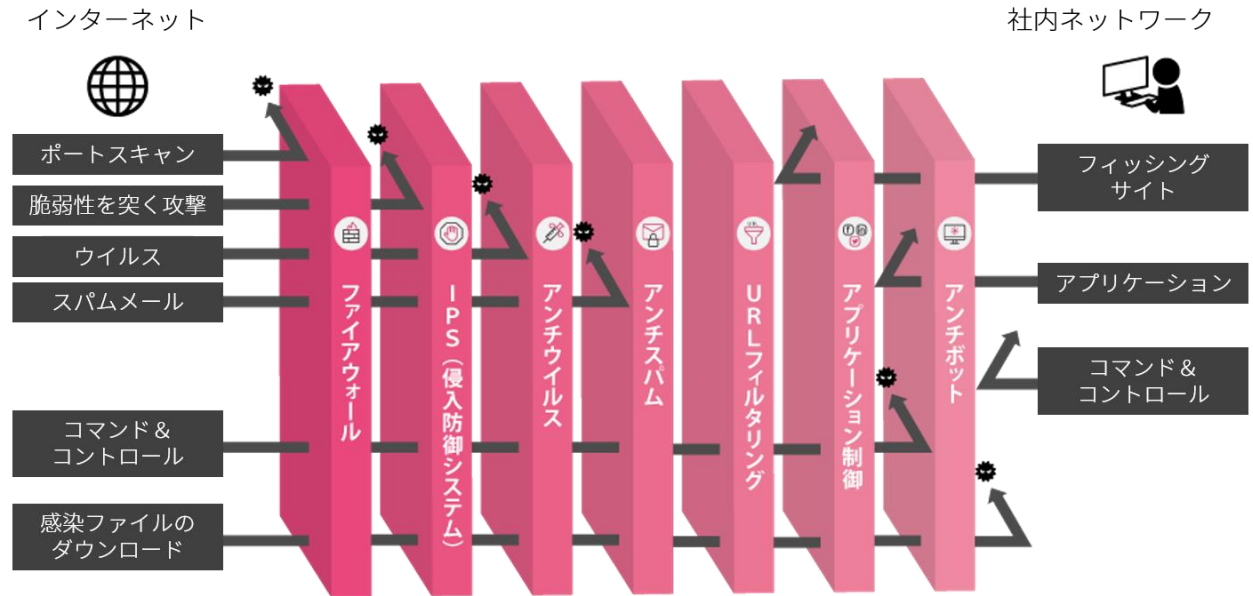 インターネット
社内ネットワーク
ポートスキャン
脆弱性を突く攻撃
ウイルス
スパムメール
コマンド＆
コントロール
感染ファイルの
ダウンロード
ファイアウォール
IPS（侵入防御システム）
アンチウイルス
アンチスパム
URLフィルタリング
アプリケーション制御
アンチボット
フィッシング
サイト
アプリケーション
コマンド＆
コントロール